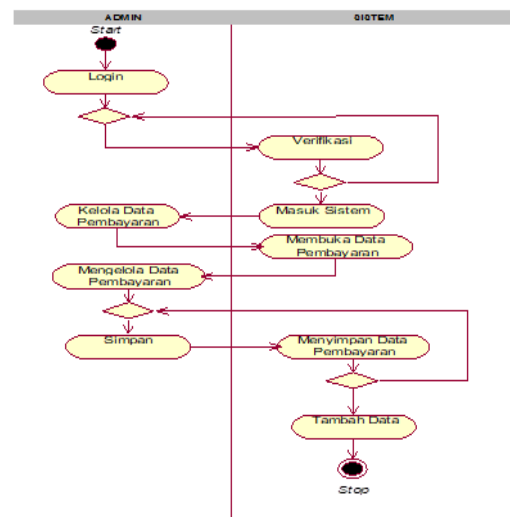 ADMIN
SISTEM
Start
Login
Verifikasi
Masuk Sistem
Kelola Data
Pembayaran
Membuka Data
Pembayaran
Mengelola Data
Pembayaran
Simpan
Menyimpan Data
Pembayaran
Tambah Data
Stop